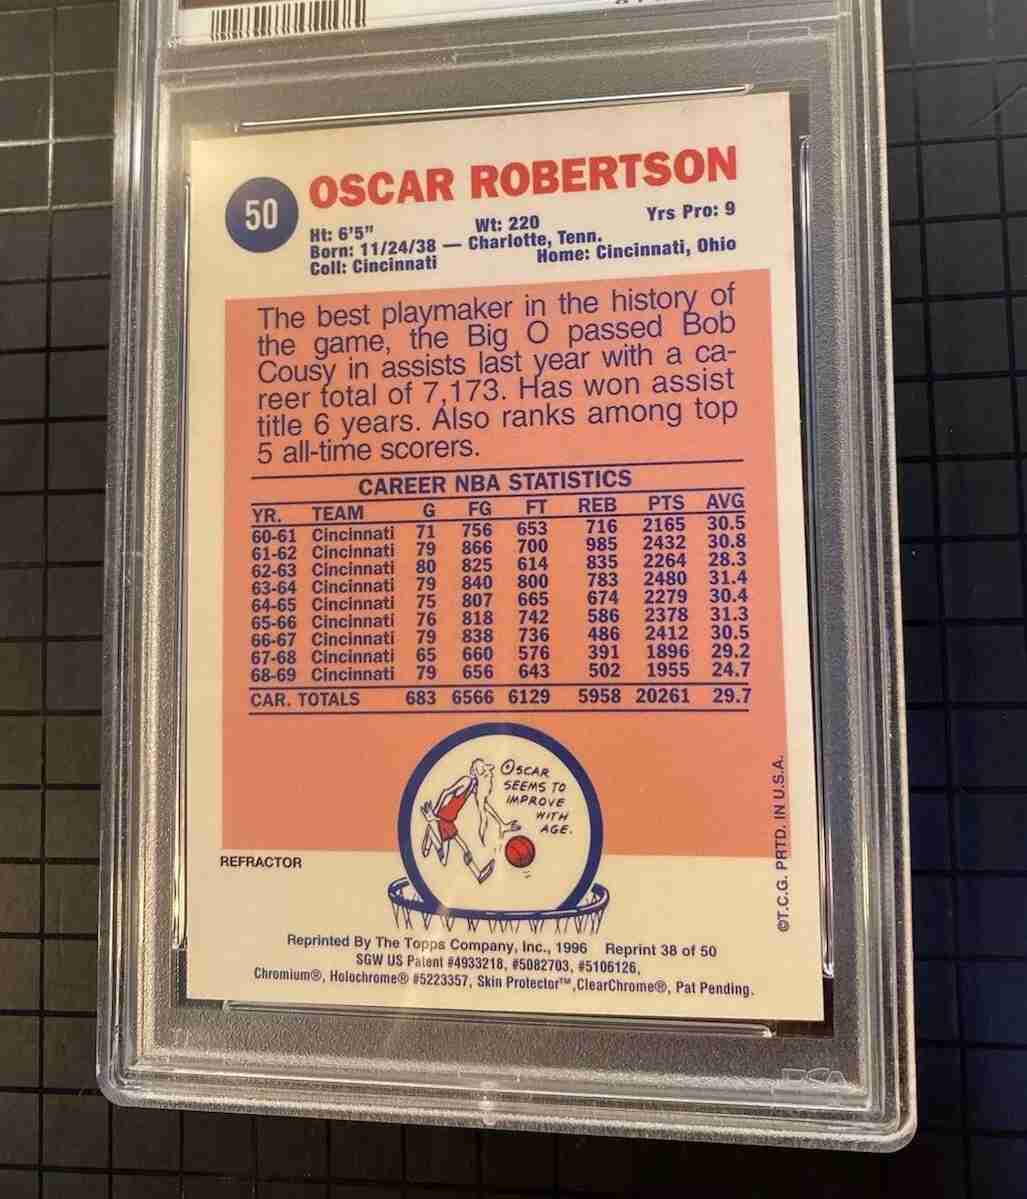 50
OSCAR ROBERTSON
Ht: 6'5" Wt: 220 Yrs Pro: 9
Born: 11/24/38 — Charlotte, Tenn.
Coll: Cincinnati Home: Cincinnati, Ohio
The best playmaker in the history of
the game, the Big O passed Bob
Cousy in assists last year with a ca-
reer total of 7,173. Has won assist
title 6 years. Also ranks among top
5 all-time scorers.
CAREER NBA STATISTICS
YR. TEAM G FG FT REB PTS AVG
60-61 Cincinnati 71 756 653 716 2165 30.5
61-62 Cincinnati 79 866 700 985 2432 30.8
62-63 Cincinnati 80 825 614 835 2264 28.3
63-64 Cincinnati 79 840 800 783 2480 31.4
64-65 Cincinnati 75 807 665 674 2279 30.4
65-66 Cincinnati 76 818 742 586 2378 31.3
66-67 Cincinnati 79 838 736 486 2412 30.5
67-68 Cincinnati 65 660 576 391 1896 29.2
68-69 Cincinnati 79 656 643 502 1955 24.7
CAR. TOTALS 683 6566 6129 5958 20261 29.7
OSCAR
SEEMS TO
IMPROVE
WITH
AGE.
REFRACTOR
©T.C.G. PRTD. IN U.S.A.
Reprinted By The Topps Company, Inc., 1996 Reprint 38 of 50
SGW US Patent #4933218, #5082703, #5106126,
Chromium®, Holochrome® #5223357, Skin Protector™,ClearChrome®, Pat Pending.
PSA